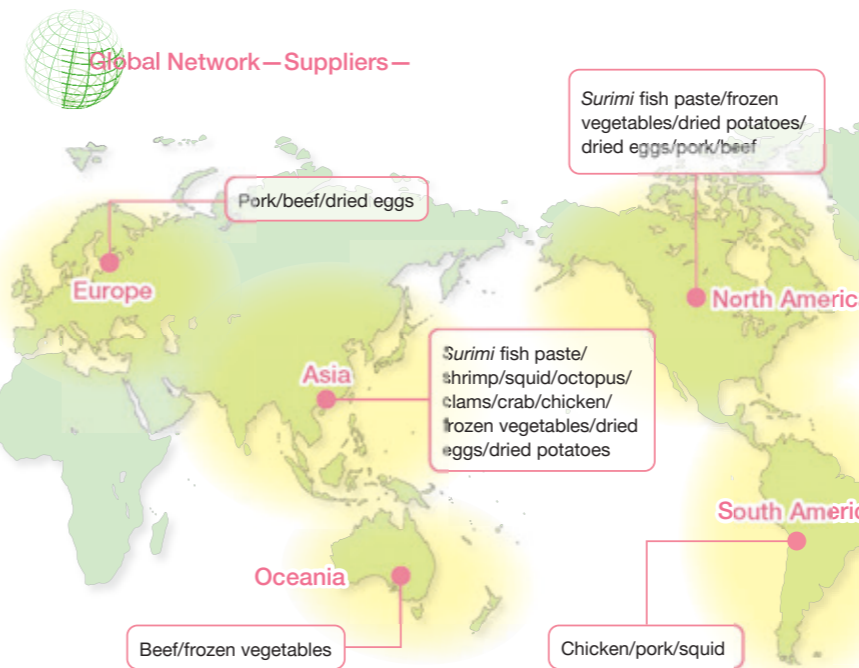 Global Network—Suppliers—
Surimi fish paste/frozen
vegetables/dried potatoes/
dried eggs/pork/beef
Pork/beef/dried eggs
Europe
North Americ
Asia
Surimi fish paste/
shrimp/squid/octopus/
clams/crab/chicken/
frozen vegetables/dried
eggs/dried potatoes
South Americ
Oceania
Beef/frozen vegetables
Chicken/pork/squid